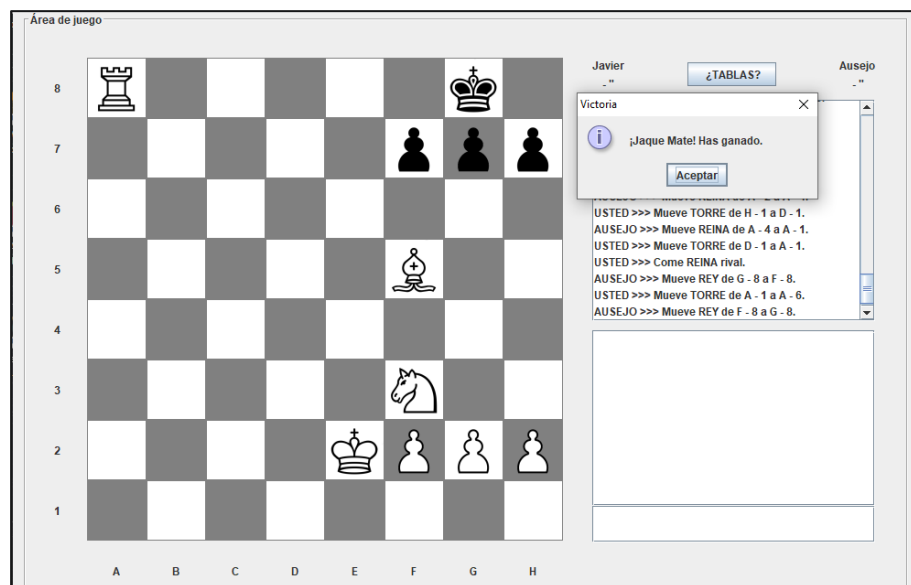 Área de juego
Javier
¿TABLAS?
Ausejo
- "
- "
Victoria
¡Jaque Mate! Has ganado.
Aceptar
USTED >>> Mueve TORRE de H - 1 a D - 1.
AUSEJO >>> Mueve REINA de A - 4 a A - 1.
USTED >>> Mueve TORRE de D - 1 a A - 1.
USTED >>> Come REINA rival.
AUSEJO >>> Mueve REY de G - 8 a F - 8.
USTED >>> Mueve TORRE de A - 1 a A - 6.
AUSEJO >>> Mueve REY de F - 8 a G - 8.
8
7
6
5
4
3
2
1
A B C D E F G H